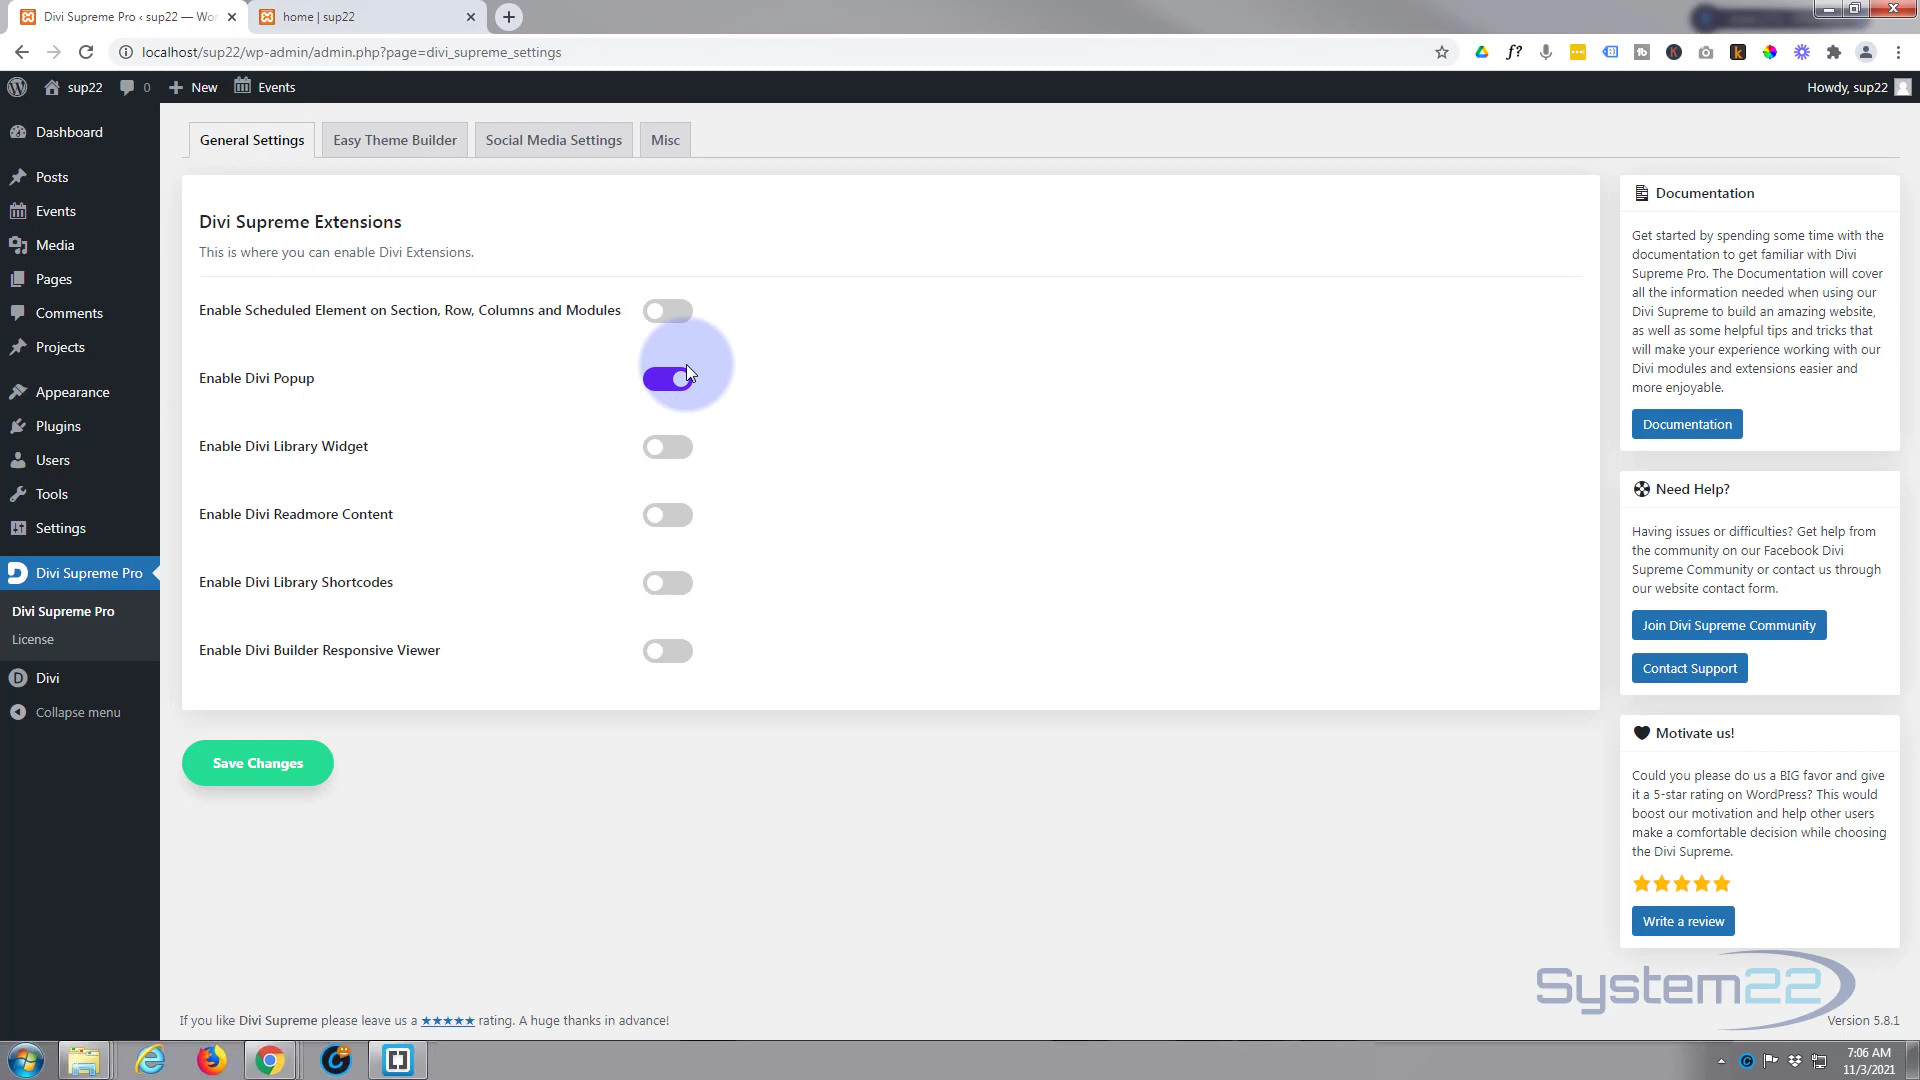 Divi Supreme Pro ‹ sup22 — Wor
home | sup22
localhost/sup22/wp-admin/admin.php?page=divi_supreme_settings
sup22
0
New
Events
Howdy, sup22
Dashboard
Posts
Events
Media
Pages
Comments
Projects
Appearance
Plugins
Users
Tools
Settings
Divi Supreme Pro
Divi Supreme Pro
License
Divi
Collapse menu
General Settings
Easy Theme Builder
Social Media Settings
Misc
Divi Supreme Extensions
This is where you can enable Divi Extensions.
Enable Scheduled Element on Section, Row, Columns and Modules
Enable Divi Popup
Enable Divi Library Widget
Enable Divi Readmore Content
Enable Divi Library Shortcodes
Enable Divi Builder Responsive Viewer
Save Changes
Documentation
Get started by spending some time with the
documentation to get familiar with Divi
Supreme Pro. The Documentation will cover
all the information needed when using our
Divi Supreme to build an amazing website,
as well as some helpful tips and tricks that
will make your experience working with our
Divi modules and extensions easier and
more enjoyable.
Documentation
Need Help?
Having issues or difficulties? Get help from
the community on our Facebook Divi
Supreme Community or contact us through
our website contact form.
Join Divi Supreme Community
Contact Support
Motivate us!
Could you please do us a BIG favor and give
it a 5-star rating on WordPress? This would
boost our motivation and help other users
make a comfortable decision while choosing
the Divi Supreme.
Write a review
System22
If you like Divi Supreme please leave us a ★★★★★ rating. A huge thanks in advance!
Version 5.8.1
7:06 AM
11/3/2021